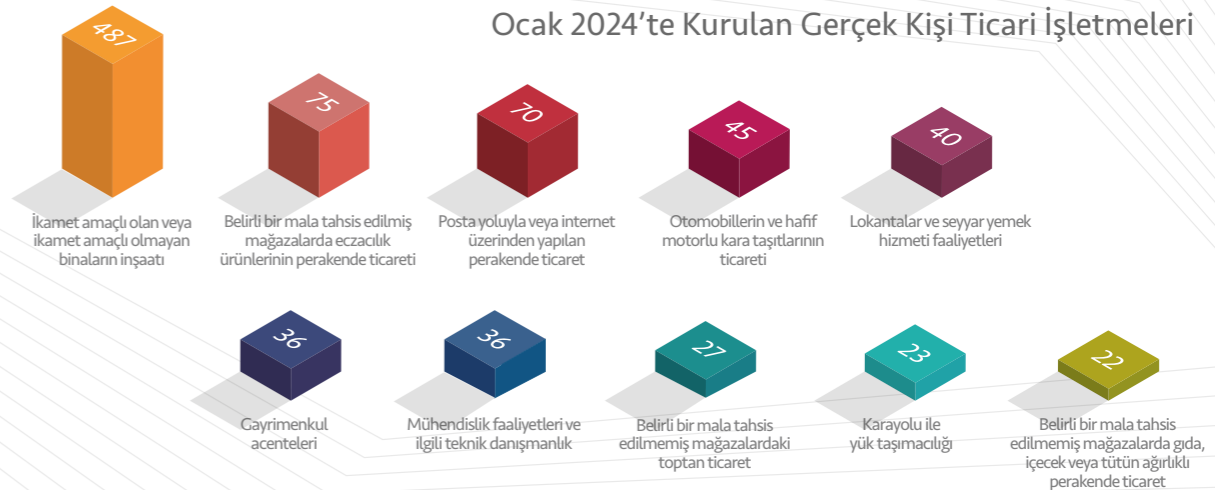 Ocak 2024'te Kurulan Gerçek Kişi Ticari İşletmeleri
487
İkamet amaçlı olan veya
ikamet amaçlı olmayan
binaların inşaatı
75
Belirli bir mala tahsis edilmiş
mağazalarda eczacılık
ürünlerinin perakende ticareti
70
Posta yoluyla veya internet
üzerinden yapılan
perakende ticaret
45
Otomobillerin ve hafif
motorlu kara taşıtlarının
ticareti
40
Lokantalar ve seyyar yemek
hizmeti faaliyetleri
36
Gayrimenkul
acenteleri
36
Mühendislik faaliyetleri ve
ilgili teknik danışmanlık
27
Belirli bir mala tahsis
edilmemiş mağazalardaki
toptan ticaret
23
Karayolu ile
yük taşımacılığı
22
Belirli bir mala tahsis
edilmemiş mağazalarda gıda,
içecek veya tütün ağırlıklı
perakende ticaret